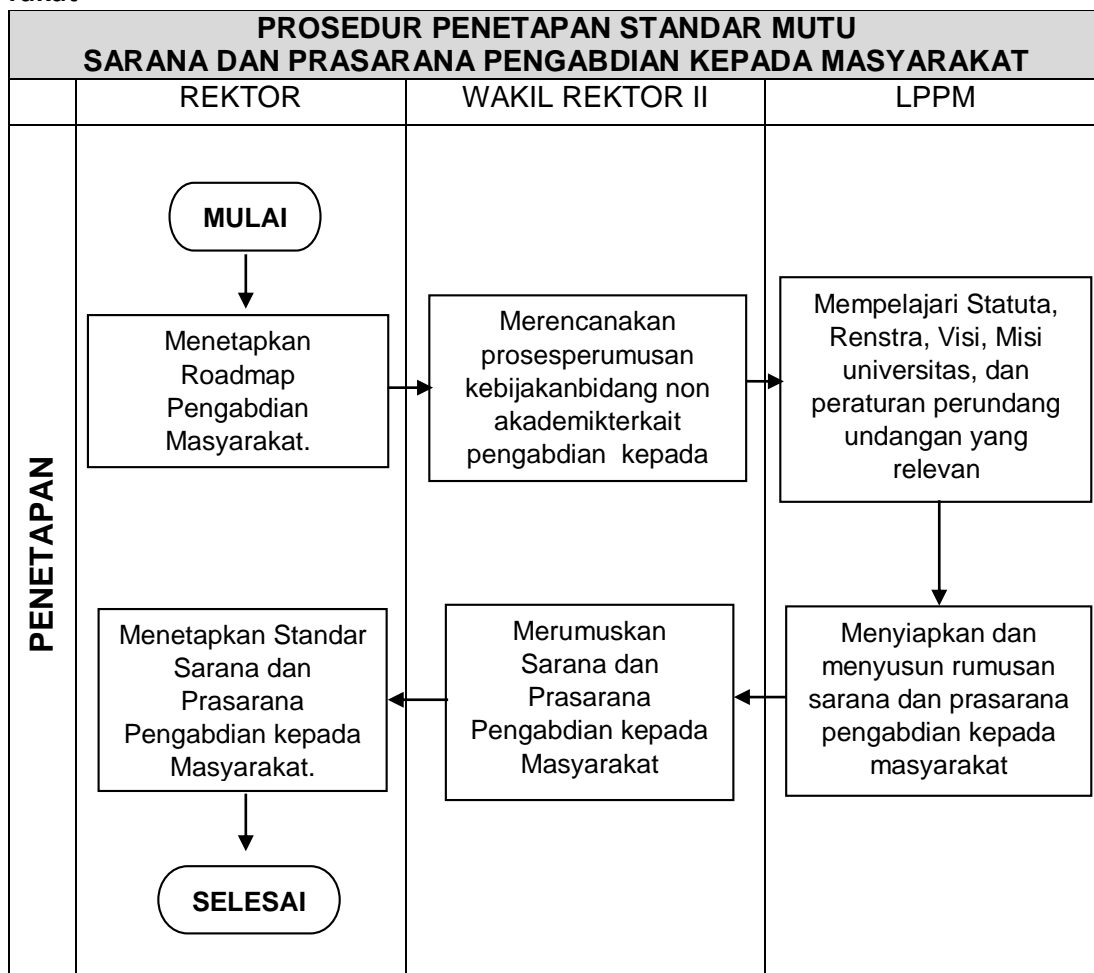 PROSEDUR PENETAPAN STANDAR MUTU
SARANA DAN PRASARANA PENGABDIAN KEPADA MASYARAKAT
REKTOR
WAKIL REKTOR II
LPPM
PENETAPAN
MULAI
Menetapkan
Roadmap
Pengabdian
Masyarakat.
Merencanakan
prosesperumusan
kebijakanbidang non
akademikterkait
pengabdian kepada
Mempelajari Statuta,
Renstra, Visi, Misi
universitas, dan
peraturan perundang
undangan yang
relevan
Menyiapkan dan
menyusun rumusan
sarana dan prasarana
pengabdian kepada
masyarakat
Merumuskan
Sarana dan
Prasarana
Pengabdian kepada
Masyarakat
Menetapkan Standar
Sarana dan
Prasarana
Pengabdian kepada
Masyarakat.
SELESAI